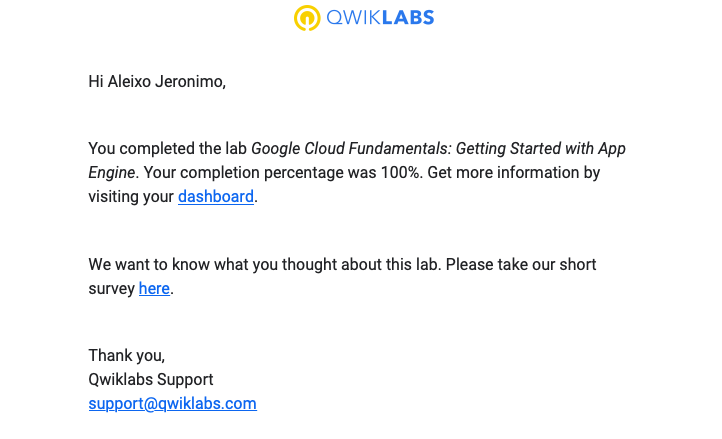 QWIKLABS
Hi Aleixo Jeronimo,
You completed the lab Google Cloud Fundamentals: Getting Started with App
Engine. Your completion percentage was 100%. Get more information by
visiting your dashboard.
We want to know what you thought about this lab. Please take our short
survey here.
Thank you,
Qwiklabs Support
support@qwiklabs.com